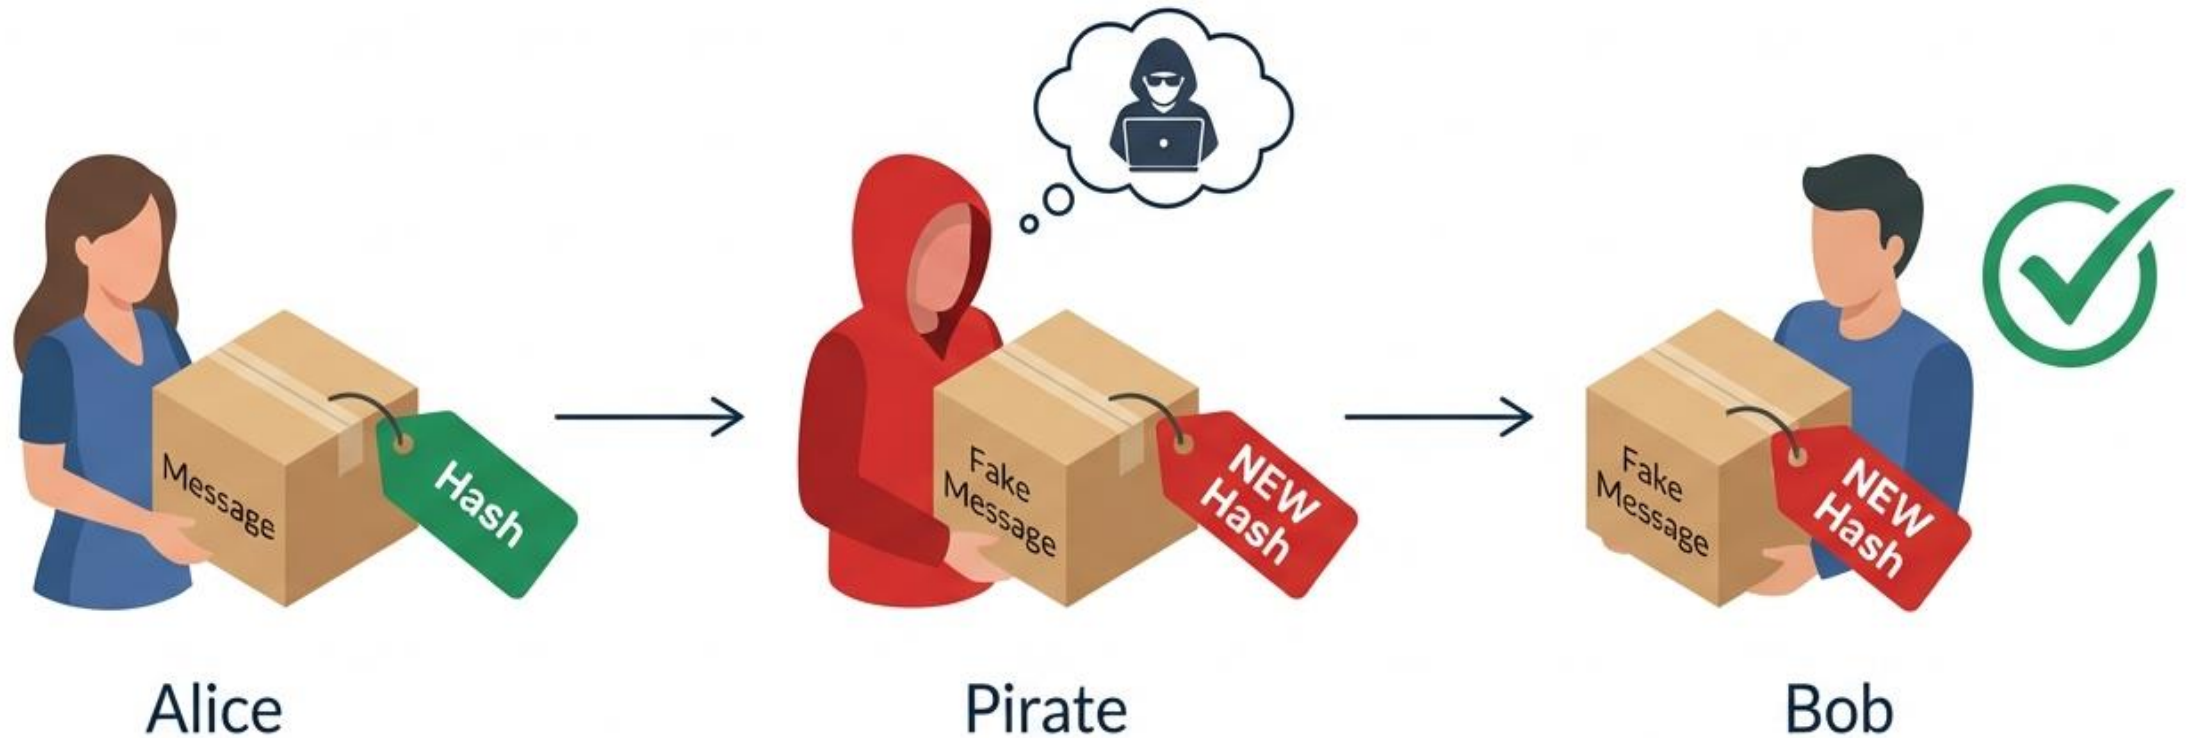 Message
Hash
Fake
Message
NEW
Hash
Fake
Message
NEW
Hash
Alice
Pirate
Bob